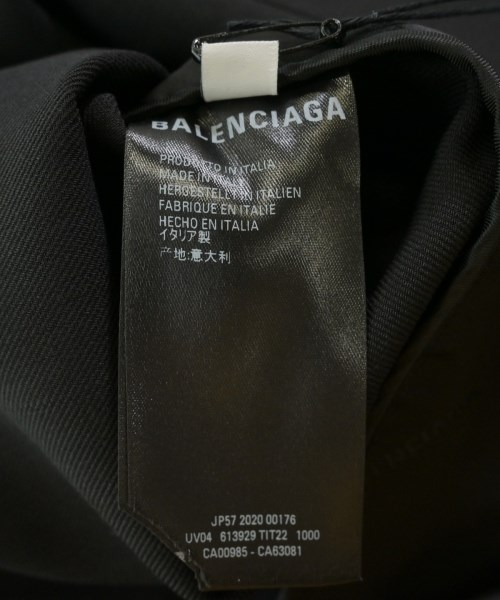 BALENCIAGA
PRODOTTO IN ITALIA
MADE IN
HERGESTELLT IN ITALIEN
FABRIQUE EN ITALIE
HECHO EN ITALIA
イタリア製
产地:意大利
JP57 2020 00176
UV04 613929 TIT22 1000
CA00985 - CA63081